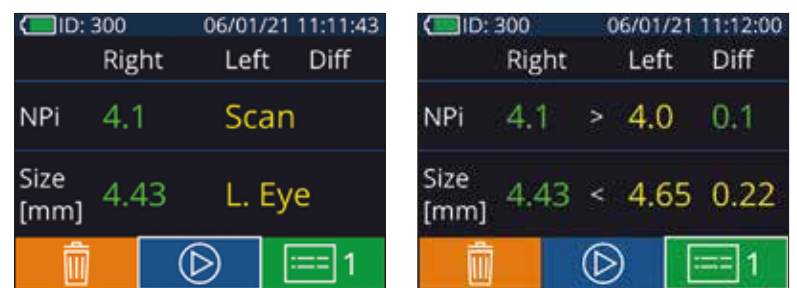 ID: 300 06/01/21 11:11:43
Right Left Diff
NPi 4.1 Scan
Size
[mm] 4.43 L. Eye
1
ID: 300 06/01/21 11:12:00
Right Left Diff
NPi 4.1 > 4.0 0.1
Size
[mm] 4.43 < 4.65 0.22
1